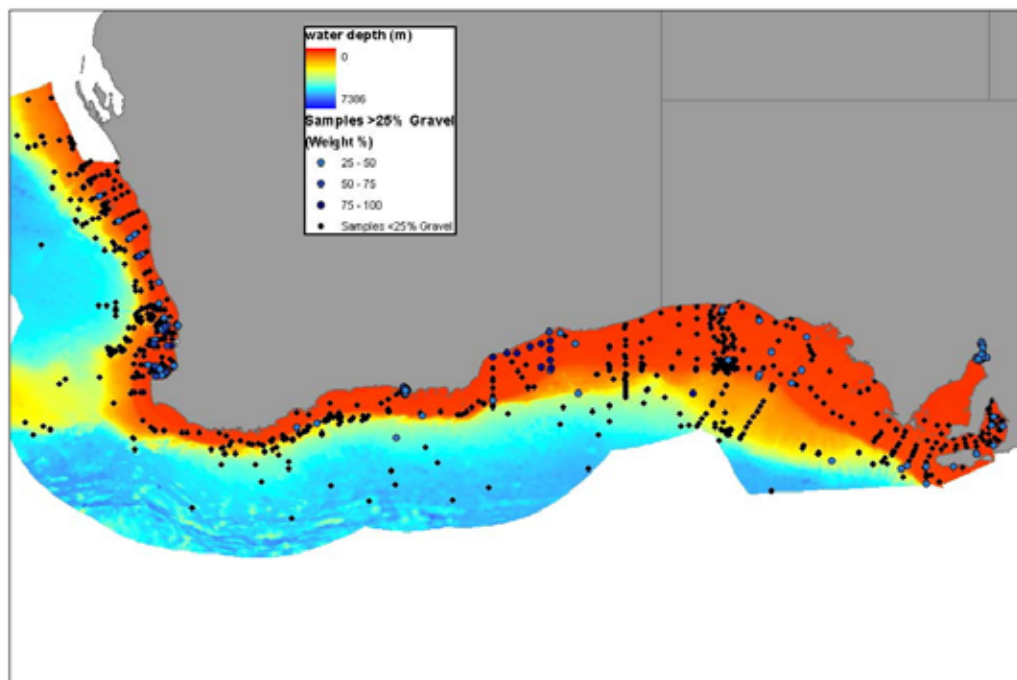 water depth (m)
0
7386
Samples >25% Gravel
(Weight %)
25 - 50
50 - 75
75 - 100
Samples <25% Gravel